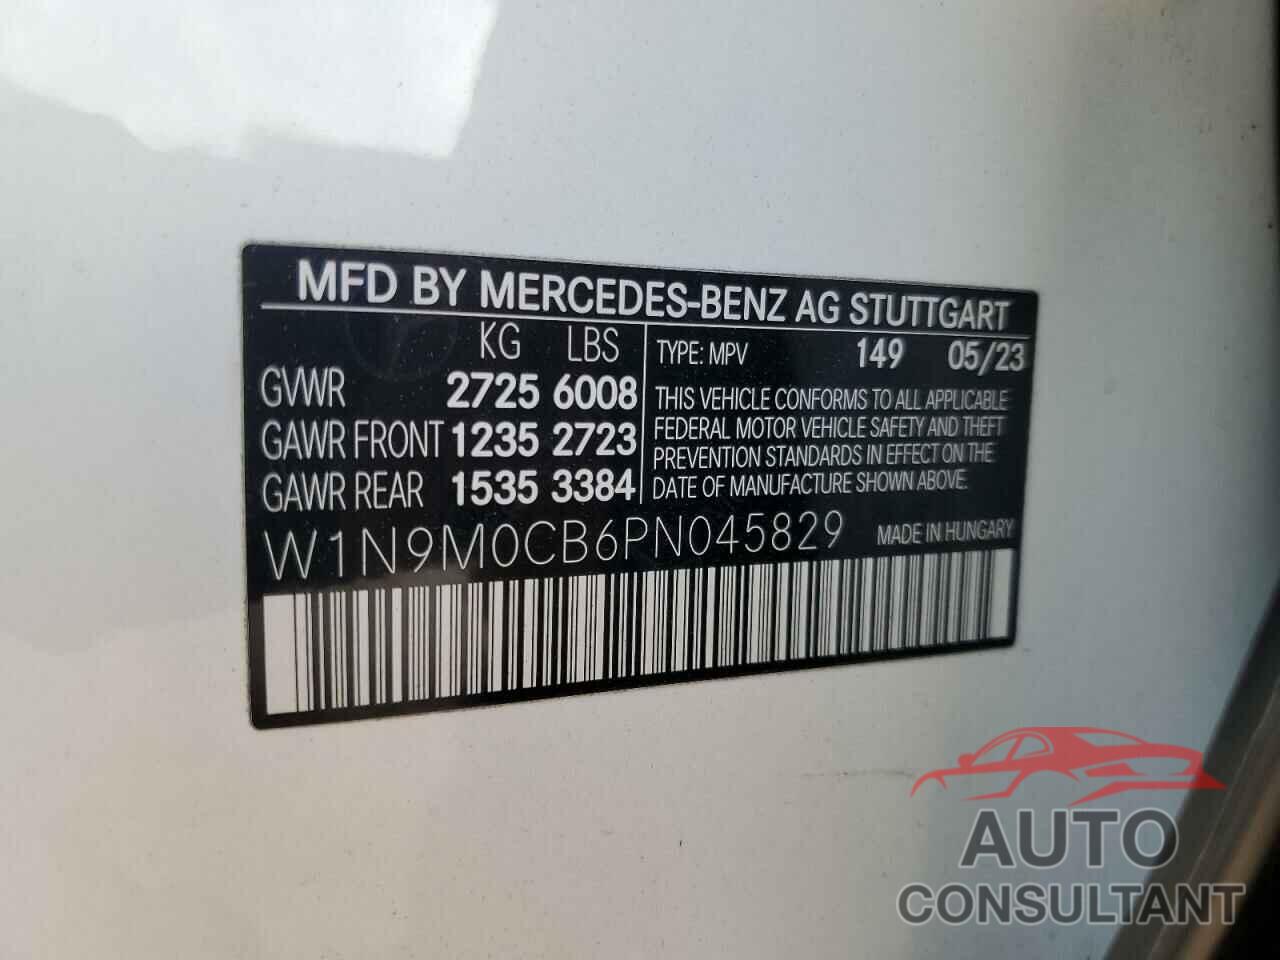 MFD BY MERCEDES-BENZ AG STUTTGART
KG LBS
GVWR 2725 6008
GAWR FRONT 1235 2723
GAWR REAR 1535 3384
TYPE: MPV 149 05/23
THIS VEHICLE CONFORMS TO ALL APPLICABLE
FEDERAL MOTOR VEHICLE SAFETY AND THEFT
PREVENTION STANDARDS IN EFFECT ON THE
DATE OF MANUFACTURE SHOWN ABOVE.
W1N9M0CB6PN045829 MADE IN HUNGARY
AUTO
CONSULTANT